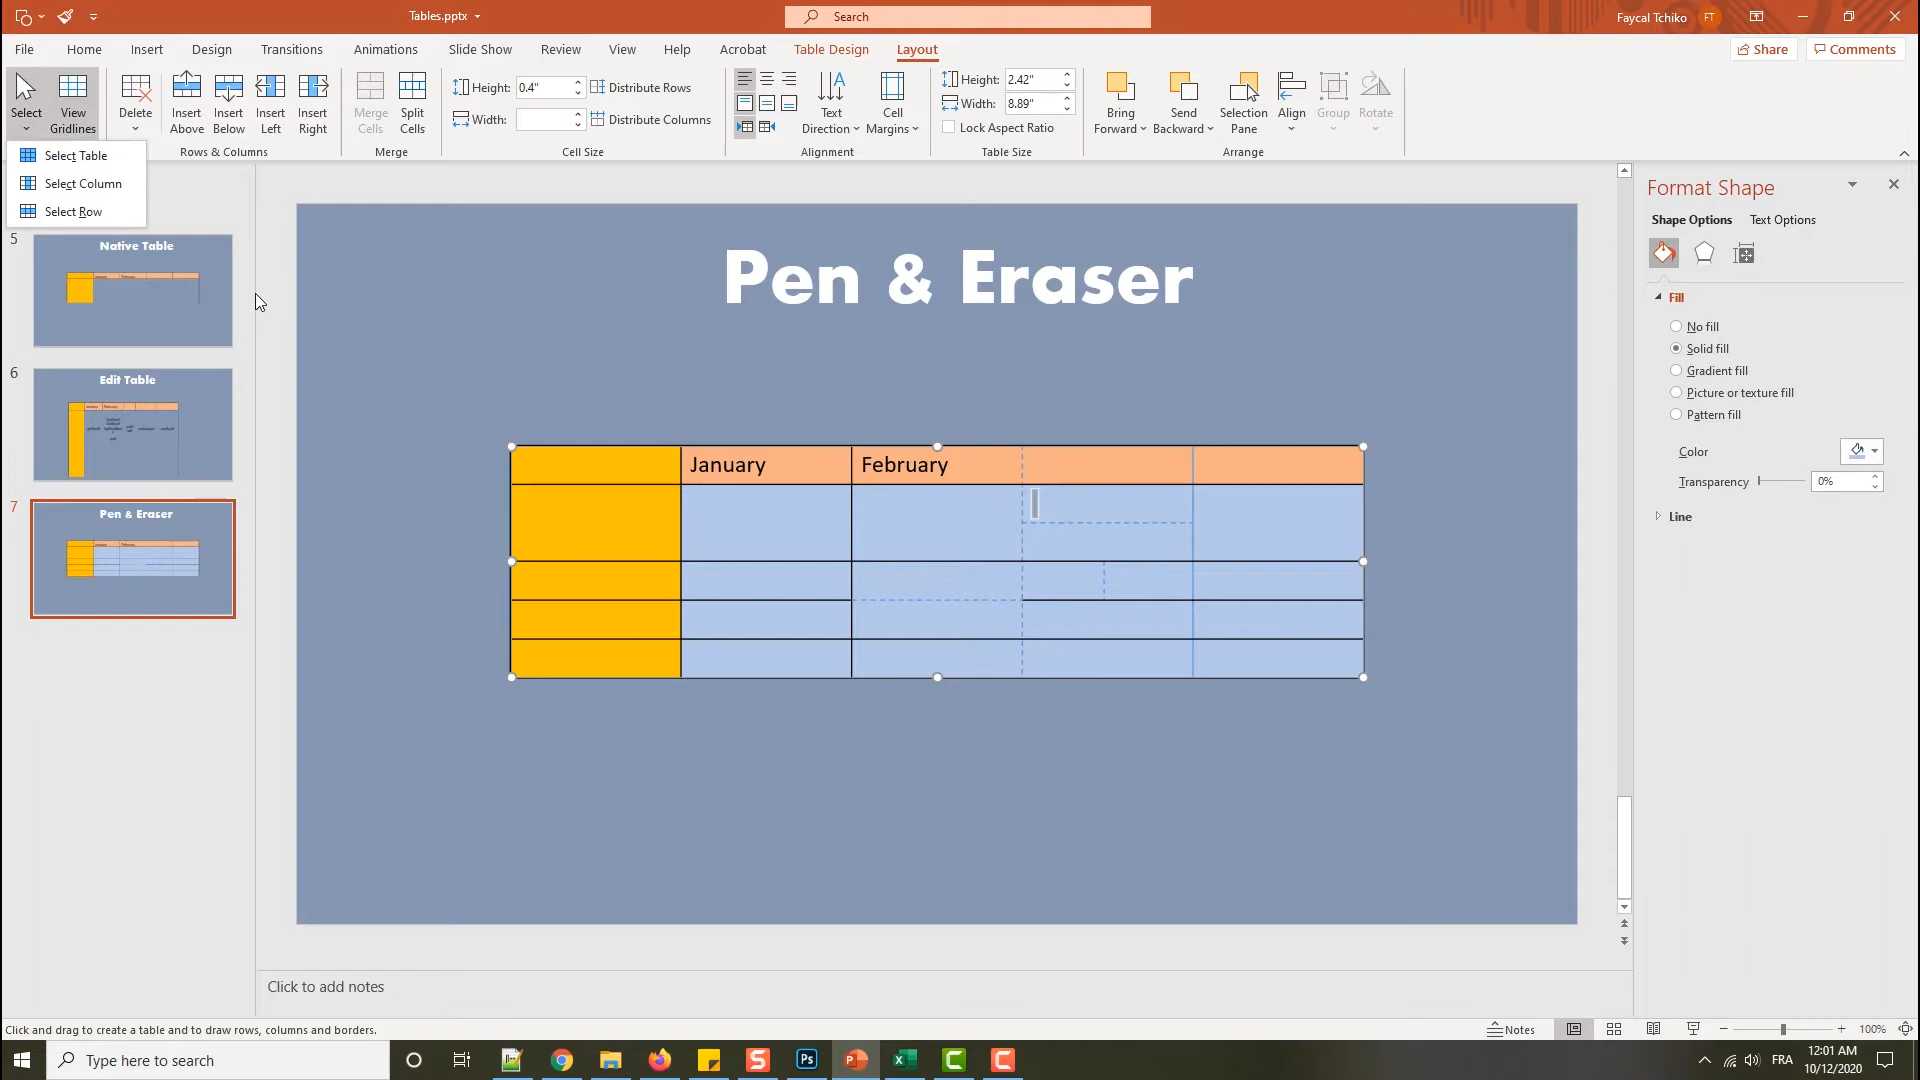 Tables.pptx
Search
Faycal Tchiko
FT
File
Home
Insert
Design
Transitions
Animations
Slide Show
Review
View
Help
Acrobat
Table Design
Layout
Share
Comments
Select
View Gridlines
Delete
Insert Above
Insert Below
Insert Left
Insert Right
Rows & Columns
Merge Cells
Split Cells
Merge
Height: 0.4"
Width:
Distribute Rows
Distribute Columns
Cell Size
Text Direction
Cell Margins
Alignment
Height: 2.42"
Width: 8.89"
Lock Aspect Ratio
Table Size
Bring Forward
Send Backward
Selection Pane
Align
Group
Rotate
Arrange
Select Table
Select Column
Select Row
5
Native Table
January February
6
Edit Table
January February
7
Pen & Eraser
January February
Pen & Eraser
January
February
Format Shape
Shape Options
Text Options
Fill
No fill
Solid fill
Gradient fill
Picture or texture fill
Pattern fill
Color
Transparency
0%
Line
Click to add notes
Click and drag to create a table and to draw rows, columns and borders.
Notes
100%
Type here to search
Ps
FRA
12:01 AM
10/12/2020